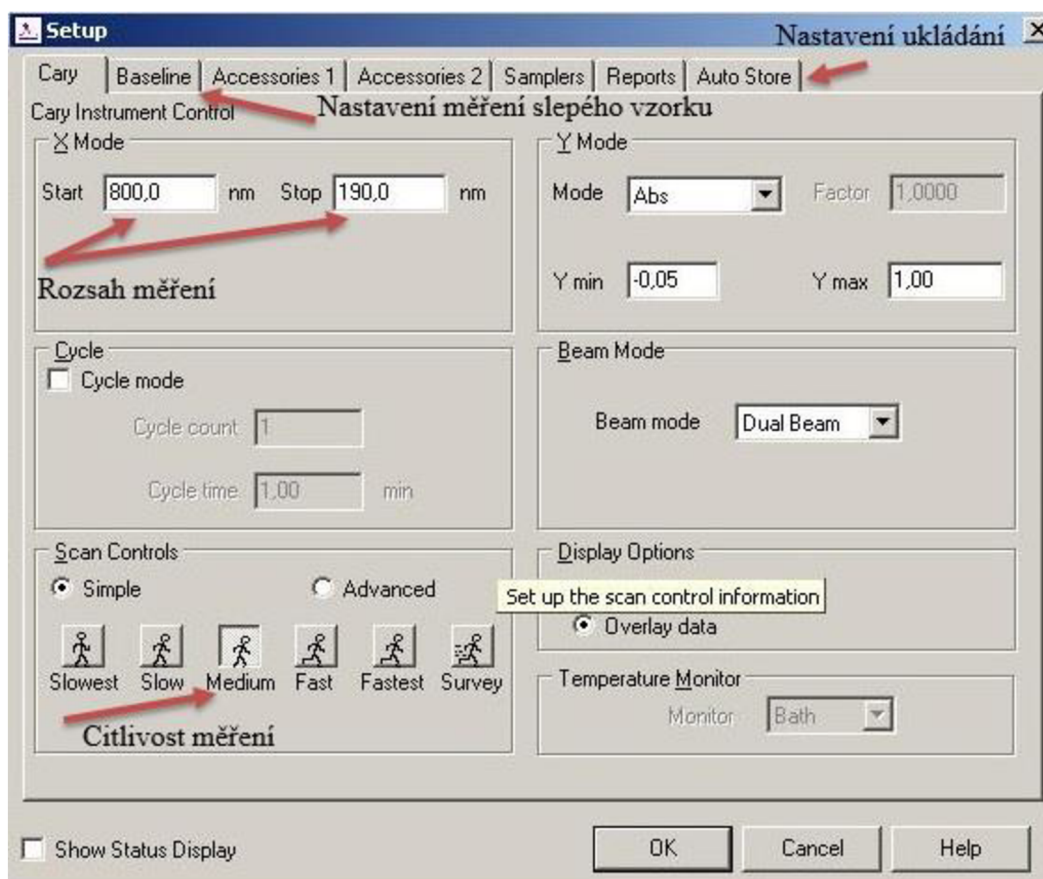 Setup
Nastavení ukládání
Cary Baseline Accessories 1 Accessories 2 Samplers Reports Auto Store
Nastavení měření slepého vzorku
Cary Instrument Control
X Mode
Start 800,0 nm Stop 190,0 nm
Rozsah měření
Y Mode
Mode Abs Factor 1,0000
Y min -0,05 Y max 1,00
Cycle
Cycle mode
Cycle count 1
Cycle time 1,00 min
Beam Mode
Beam mode Dual Beam
Scan Controls
Simple Advanced
Slowest Slow Medium Fast Fastest Survey
Citlivost měření
Display Options
Set up the scan control information
Overlay data
Temperature Monitor
Monitor Bath
Show Status Display
OK Cancel Help